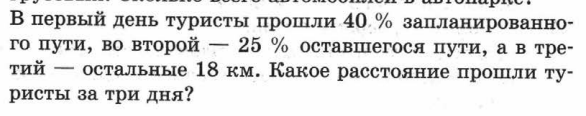 В первый день туристы прошли 40 % запланированно-
го пути, во второй — 25 % оставшегося пути, а в тре-
тий — остальные 18 км. Какое расстояние прошли ту-
ристы за три дня?